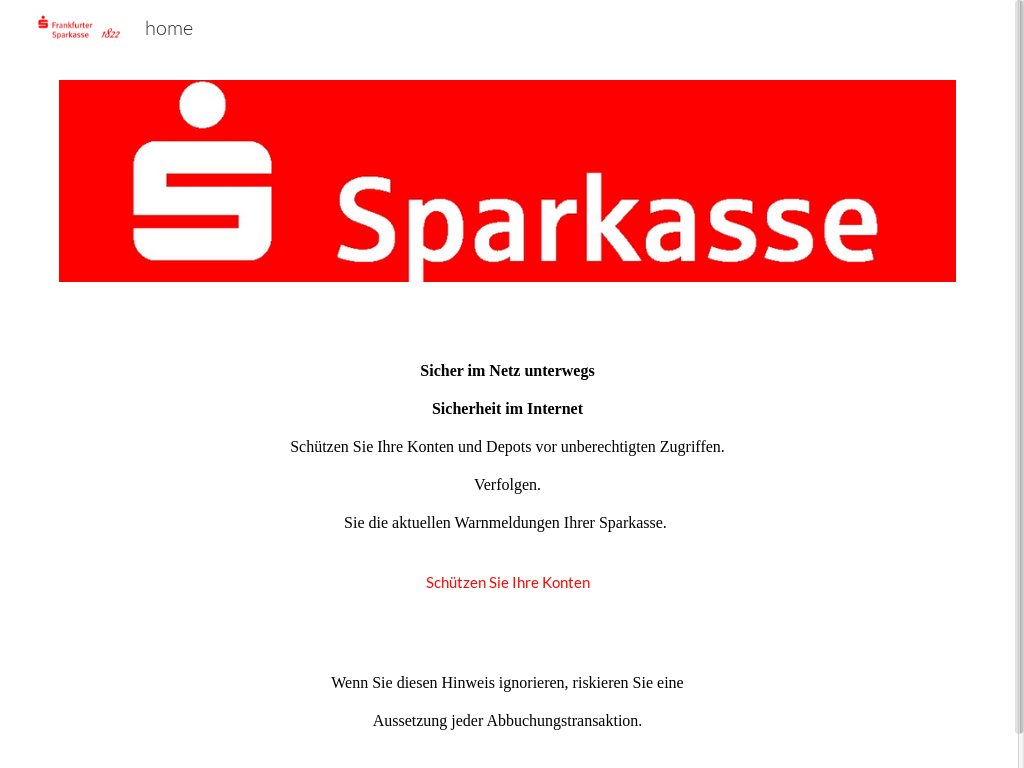 Frankfurter
Sparkasse 1822
home
Sparkasse
Sicher im Netz unterwegs
Sicherheit im Internet
Schützen Sie Ihre Konten und Depots vor unberechtigten Zugriffen.
Verfolgen.
Sie die aktuellen Warnmeldungen Ihrer Sparkasse.
Schützen Sie Ihre Konten
Wenn Sie diesen Hinweis ignorieren, riskieren Sie eine
Aussetzung jeder Abbuchungstransaktion.